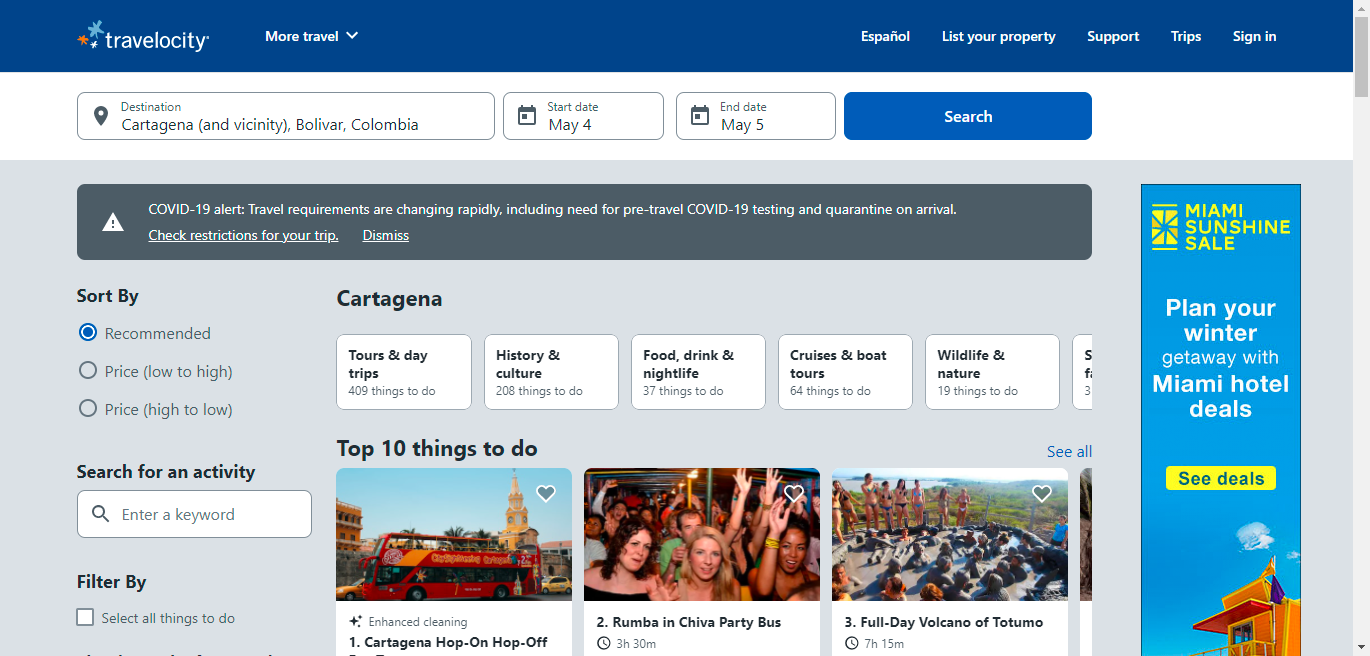 travelocity
More travel
Español
List your property
Support
Trips
Sign in
Destination
Cartagena (and vicinity), Bolivar, Colombia
Start date
May 4
End date
May 5
Search
COVID-19 alert: Travel requirements are changing rapidly, including need for pre-travel COVID-19 testing and quarantine on arrival.
Check restrictions for your trip.
Dismiss
Sort By
Recommended
Price (low to high)
Price (high to low)
Search for an activity
Enter a keyword
Filter By
Select all things to do
Cartagena
Tours & day
trips
409 things to do
History &
culture
208 things to do
Food, drink &
nightlife
37 things to do
Cruises & boat
tours
64 things to do
Wildlife &
nature
19 things to do
Top 10 things to do
See all
Enhanced cleaning
1. Cartagena Hop-On Hop-Off
2. Rumba in Chiva Party Bus
3h 30m
3. Full-Day Volcano of Totumo
7h 15m
MIAMI
SUNSHINE
SALE
Plan your
winter
getaway with
Miami hotel
deals
See deals